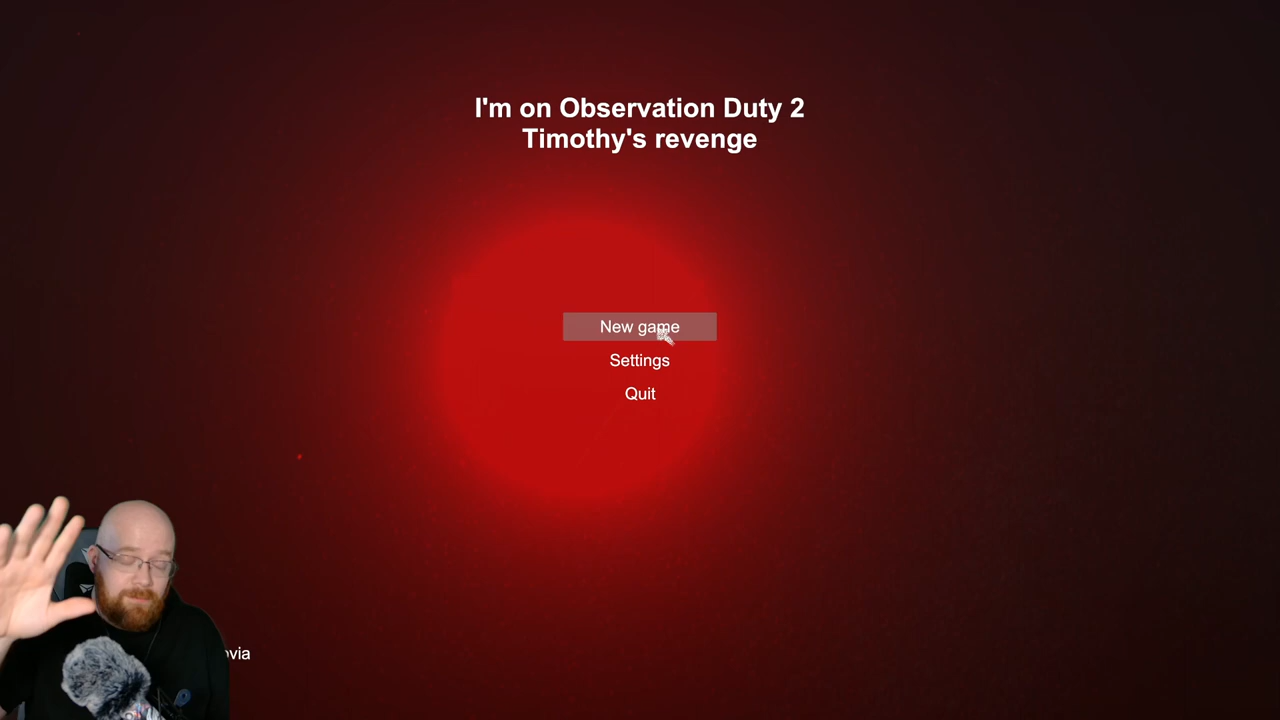 I'm on Observation Duty 2
Timothy's revenge
New game
Settings
Quit